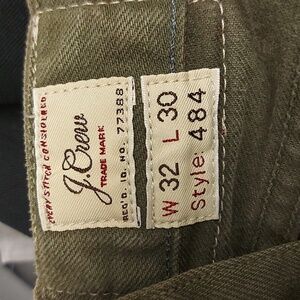 EVERY STITCH CONSIDERED
J.Crew
TRADE MARK
REG'D. ID. NO. 77388
W 32 L 30
Style: 484